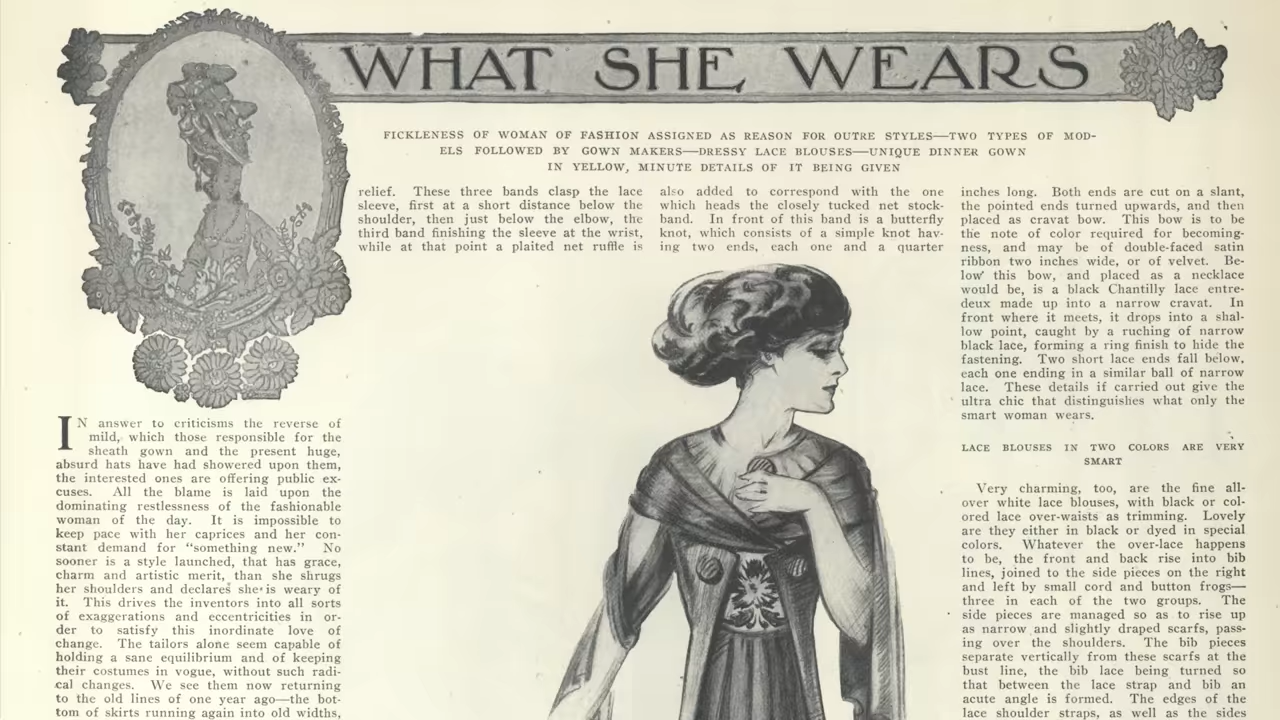 WHAT SHE WEARS
FICKLENESS OF WOMAN OF FASHION ASSIGNED AS REASON FOR OUTRE STYLES—TWO TYPES OF MOD-
ELS FOLLOWED BY GOWN MAKERS—DRESSY LACE BLOUSES—UNIQUE DINNER GOWN
IN YELLOW, MINUTE DETAILS OF IT BEING GIVEN
IN answer to criticisms the reverse of
mild, which those responsible for the
sheath gown and the present huge,
absurd hats have had showered upon them,
the interested ones are offering public ex-
cuses. All the blame is laid upon the
dominating restlessness of the fashionable
woman of the day. It is impossible to
keep pace with her caprices and her con-
stant demand for "something new." No
sooner is a style launched, that has grace,
charm and artistic merit, than she shrugs
her shoulders and declares she is weary of
it. This drives the inventors into all sorts
of exaggerations and eccentricities in or-
der to satisfy this inordinate love of
change. The tailors alone seem capable of
holding a sane equilibrium and of keeping
their costumes in vogue, without such radi-
cal changes. We see them now returning
to the old lines of one year ago—the bot-
tom of skirts running again into old widths,
relief. These three bands clasp the lace
sleeve, first at a short distance below the
shoulder, then just below the elbow, the
third band finishing the sleeve at the wrist,
while at that point a plaited net ruffle is
also added to correspond with the one
which heads the closely tucked net stock-
band. In front of this band is a butterfly
knot, which consists of a simple knot hav-
ing two ends, each one and a quarter
inches long. Both ends are cut on a slant,
the pointed ends turned upwards, and then
placed as cravat bow. This bow is to be
the note of color required for becoming-
ness, and may be of double-faced satin
ribbon two inches wide, or of velvet. Be-
low this bow, and placed as a necklace
would be, is a black Chantilly lace entre-
deux made up into a narrow cravat. In
front where it meets, it drops into a shal-
low point, caught by a ruching of narrow
black lace, forming a ring finish to hide the
fastening. Two short lace ends fall below,
each one ending in a similar ball of narrow
lace. These details if carried out give the
ultra chic that distinguishes what only the
smart woman wears.
LACE BLOUSES IN TWO COLORS ARE VERY
SMART
Very charming, too, are the fine all-
over white lace blouses, with black or col-
ored lace over-waists as trimming. Lovely
are they either in black or dyed in special
colors. Whatever the over-lace happens
to be, the front and back rise into bib
lines, joined to the side pieces on the right
and left by small cord and button frogs—
three in each of the two groups. The
side pieces are managed so as to rise up
as narrow and slightly draped scarfs, pass-
ing over the shoulders. The bib pieces
separate vertically from these scarfs at the
bust line, the bib lace being turned so
that between the lace strap and bib an
acute angle is formed. The edges of the
lace shoulder straps, as well as the sides